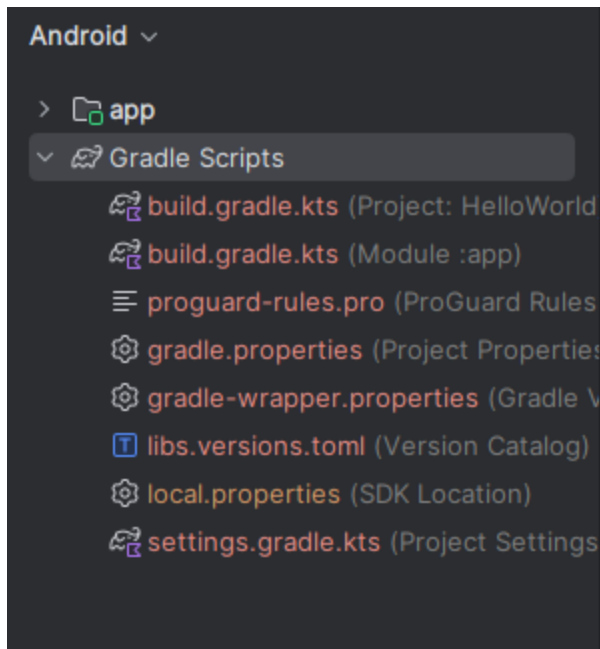 Android
app
Gradle Scripts
build.gradle.kts (Project: HelloWorld
build.gradle.kts (Module :app)
proguard-rules.pro (ProGuard Rules
gradle.properties (Project Properties
gradle-wrapper.properties (Gradle V
libs.versions.toml (Version Catalog)
local.properties (SDK Location)
settings.gradle.kts (Project Settings